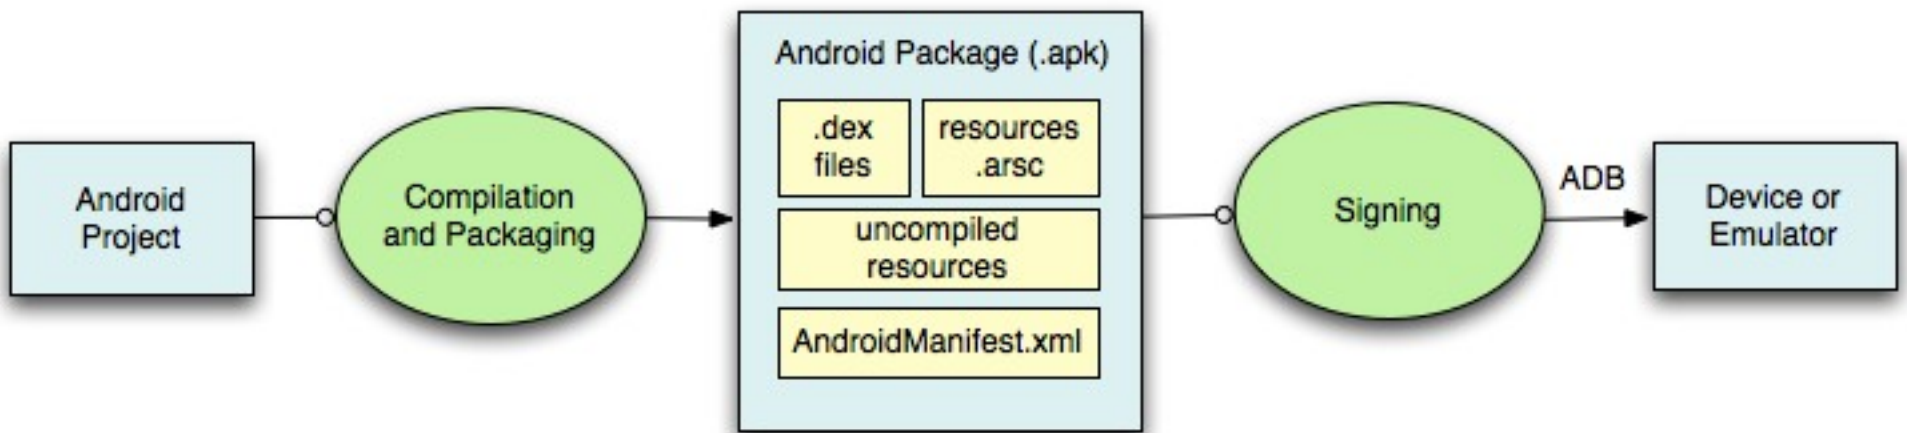 Android
Project
Compilation
and Packaging
Android Package (.apk)
.dex
files
resources
.arsc
uncompiled
resources
AndroidManifest.xml
Signing
ADB
Device or
Emulator